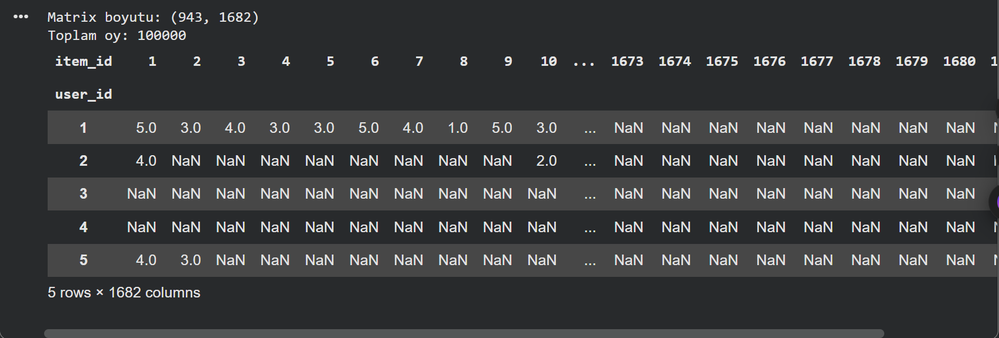 Matrix boyutu: (943, 1682)
Toplam oy: 100000
item_id 1 2 3 4 5 6 7 8 9 10 ... 1673 1674 1675 1676 1677 1678 1679 1680
user_id
1 5.0 3.0 4.0 3.0 3.0 5.0 4.0 1.0 5.0 3.0 ... NaN NaN NaN NaN NaN NaN NaN NaN
2 4.0 NaN NaN NaN NaN NaN NaN NaN NaN 2.0 ... NaN NaN NaN NaN NaN NaN NaN NaN
3 NaN NaN NaN NaN NaN NaN NaN NaN NaN NaN ... NaN NaN NaN NaN NaN NaN NaN NaN
4 NaN NaN NaN NaN NaN NaN NaN NaN NaN NaN ... NaN NaN NaN NaN NaN NaN NaN NaN
5 4.0 3.0 NaN NaN NaN NaN NaN NaN NaN NaN ... NaN NaN NaN NaN NaN NaN NaN NaN
5 rows × 1682 columns